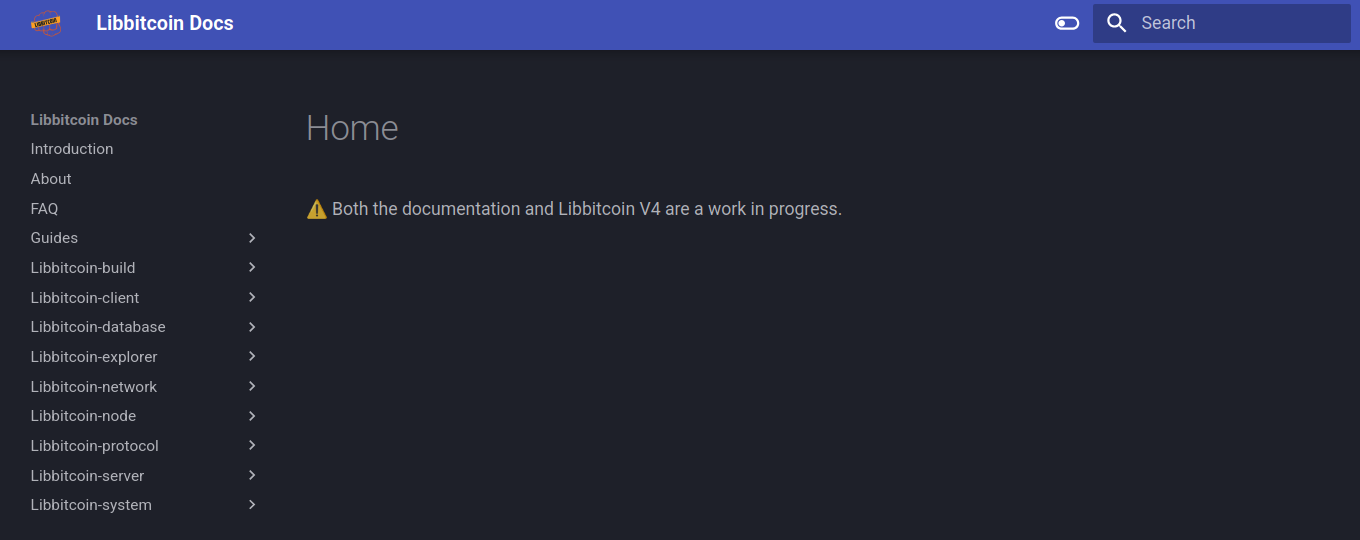 Libbitcoin Docs
Search
Libbitcoin Docs
Introduction
About
FAQ
Guides
Libbitcoin-build
Libbitcoin-client
Libbitcoin-database
Libbitcoin-explorer
Libbitcoin-network
Libbitcoin-node
Libbitcoin-protocol
Libbitcoin-server
Libbitcoin-system
Home
⚠️ Both the documentation and Libbitcoin V4 are a work in progress.